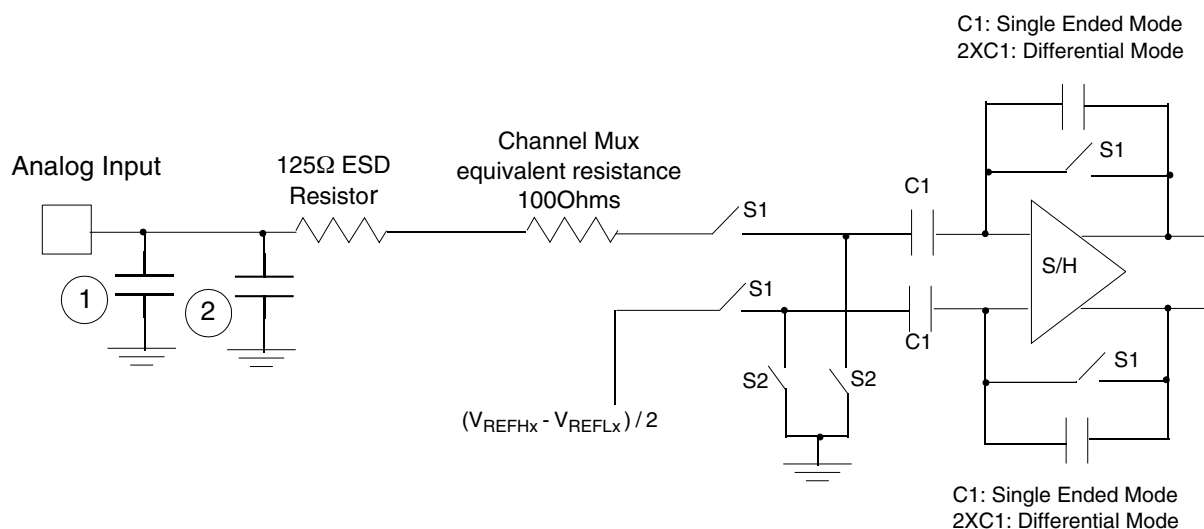 C1: Single Ended Mode
2XC1: Differential Mode
Analog Input
125Ω ESD
Resistor
Channel Mux
equivalent resistance
100Ohms
S1
C1
S1
S/H
1
2
S1
C1
S2
S2
S1
(VREFHx - VREFLx) / 2
C1: Single Ended Mode
2XC1: Differential Mode